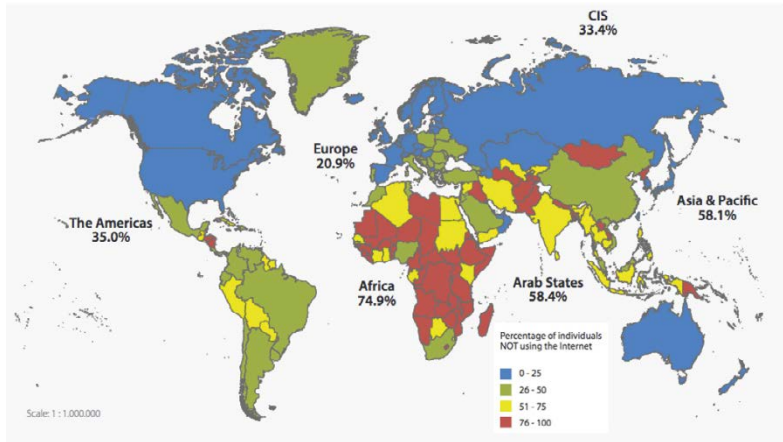 CIS
33.4%
Europe
20.9%
The Americas
35.0%
Asia & Pacific
58.1%
Africa
74.9%
Arab States
58.4%
Percentage of individuals
NOT using the Internet
0 - 25
26 - 50
51 - 75
76 - 100
Scale: 1 : 1.000.000